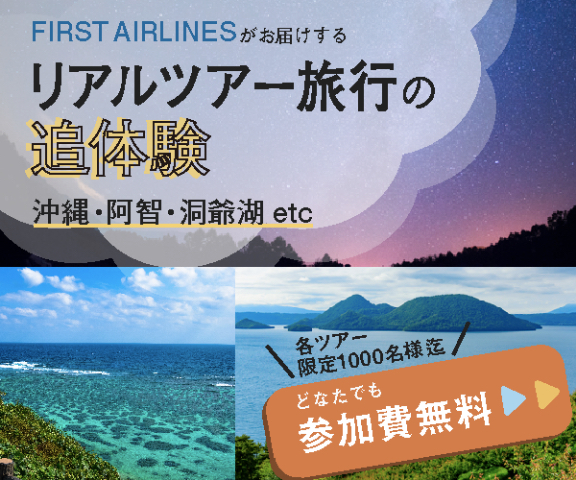 FIRST AIRLINESがお届けする
リアルツアー旅行の
追体験
沖縄・阿智・洞爺湖 etc
各ツアー
限定1000名様迄
どなたでも
参加費無料